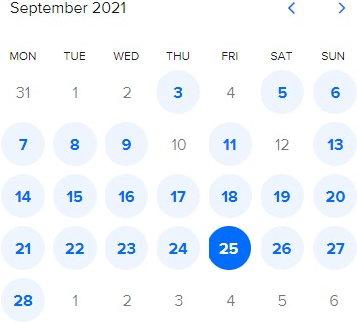 September 2021
MON TUE WED THU FRI SAT SUN
31 1 2 3 4 5 6
7 8 9 10 11 12 13
14 15 16 17 18 19 20
21 22 23 24 25 26 27
28 1 2 3 4 5 6